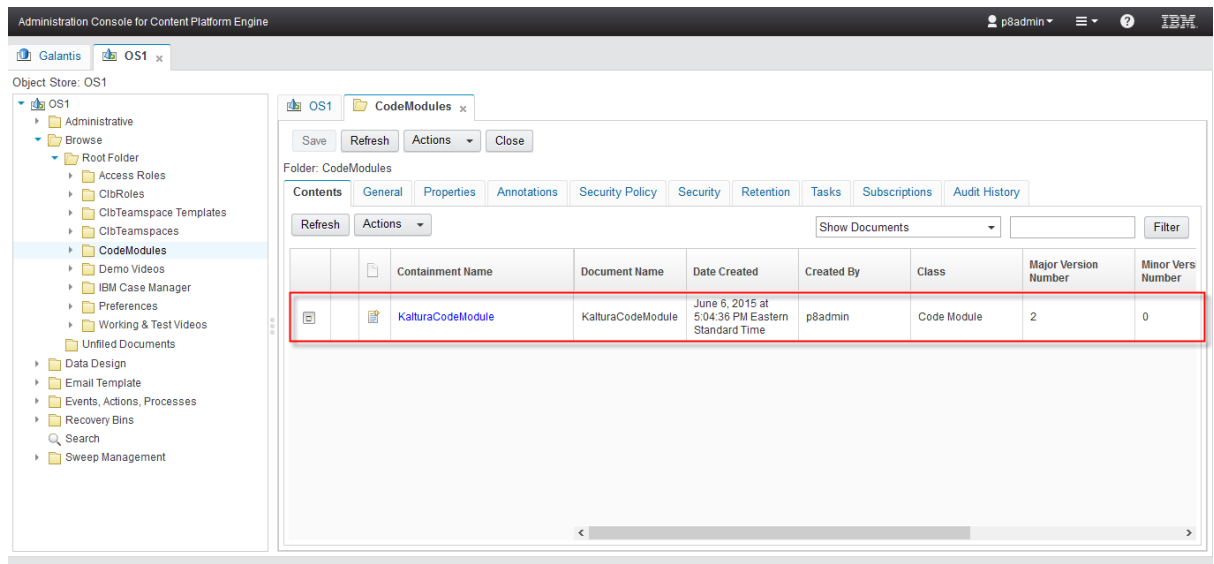 Administration Console for Content Platform Engine
p8admin
?
IBM.
Galantis
OS1 x
Object Store: OS1
OS1
Administrative
Browse
Root Folder
Access Roles
ClbRoles
ClbTeamspace Templates
ClbTeamspaces
CodeModules
Demo Videos
IBM Case Manager
Preferences
Working & Test Videos
Unfiled Documents
Data Design
Email Template
Events, Actions, Processes
Recovery Bins
Search
Sweep Management
OS1 CodeModules x
Save Refresh Actions Close
Folder: CodeModules
Contents General Properties Annotations Security Policy Security Retention Tasks Subscriptions Audit History
Refresh Actions Show Documents Filter
Containment Name Document Name Date Created Created By Class Major Version Number Minor Vers Number
KalturaCodeModule KalturaCodeModule June 6, 2015 at 5:04:36 PM Eastern Standard Time p8admin Code Module 2 0